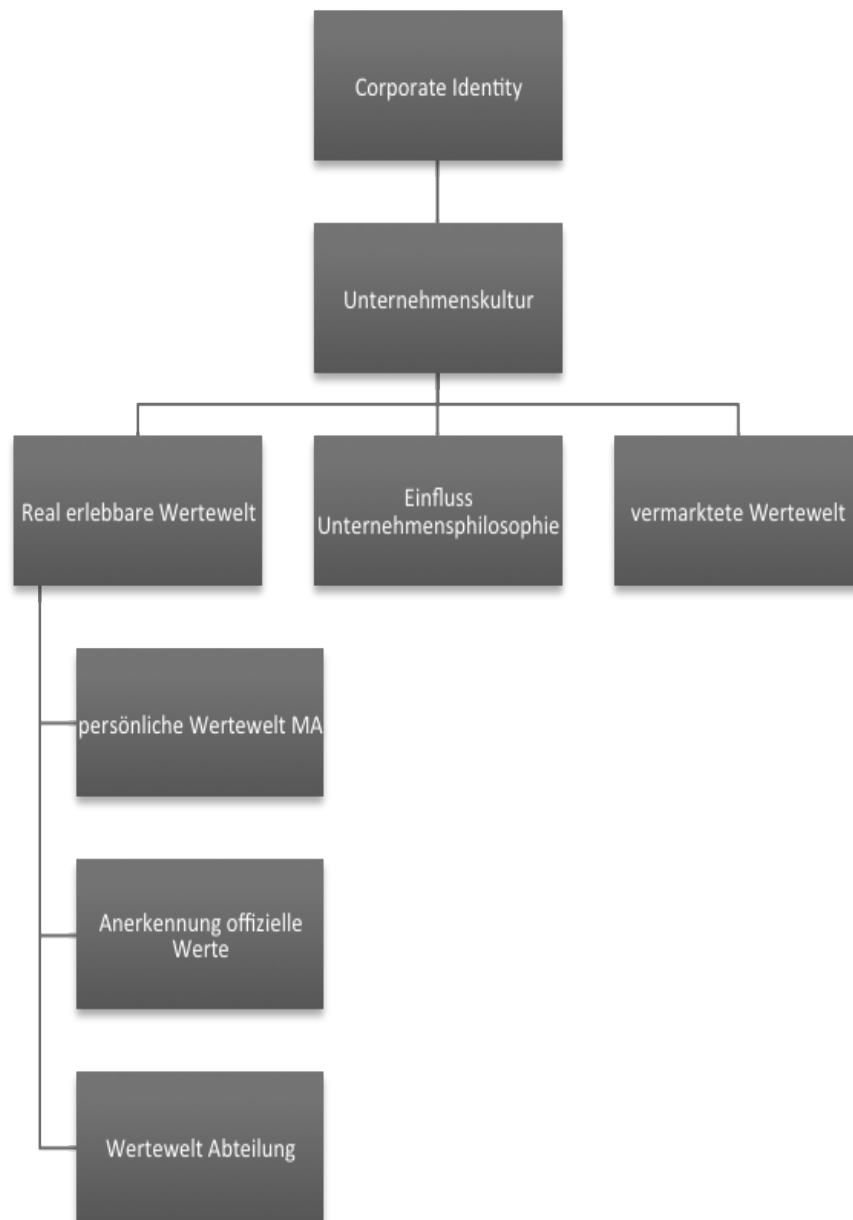 Corporate Identity
Unternehmenskultur
Real erlebbare Wertewelt
Einfluss
Unternehmensphilosophie
vermarktete Wertewelt
persönliche Wertewelt MA
Anerkennung offizielle
Werte
Wertewelt Abteilung